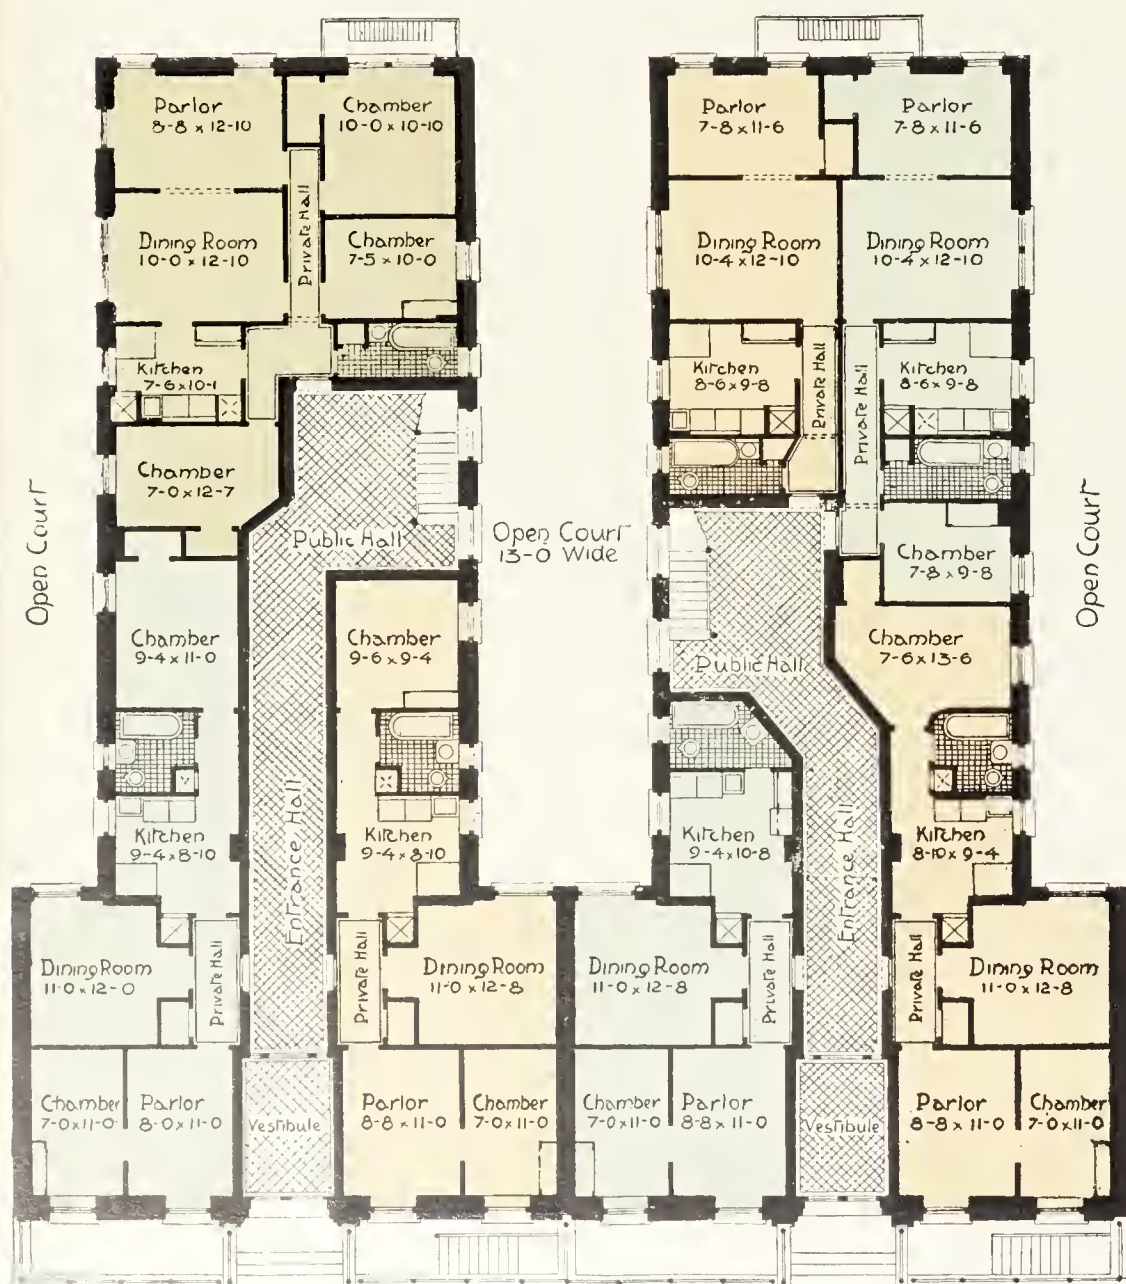 Parlor
8-8 x 12-10
Chamber
10-0 x 10-10
Private Hall
Dining Room
10-0 x 12-10
Chamber
7-5 x 10-0
Kitchen
7-6 x 10-1
Chamber
7-0 x 12-7
Public Hall
Open Court
Chamber
9-4 x 11-0
Chamber
9-6 x 9-4
Entrance Hall
Kitchen
9-4 x 8-10
Kitchen
9-4 x 8-10
Dining Room
11-0 x 12-0
Private Hall
Private Hall
Dining Room
11-0 x 12-8
Chamber
7-0 x 11-0
Parlor
8-0 x 11-0
Vestibule
Parlor
8-8 x 11-0
Chamber
7-0 x 11-0
Open Court
13-0 Wide
Parlor
7-8 x 11-6
Parlor
7-8 x 11-6
Dining Room
10-4 x 12-10
Dining Room
10-4 x 12-10
Kitchen
8-6 x 9-8
Private Hall
Private Hall
Kitchen
8-6 x 9-8
Chamber
7-8 x 9-8
Open Court
Public Hall
Chamber
7-6 x 13-6
Kitchen
9-4 x 10-8
Entrance Hall
Kitchen
8-10 x 9-4
Dining Room
11-0 x 12-8
Private Hall
Private Hall
Dining Room
11-0 x 12-8
Chamber
7-0 x 11-0
Parlor
8-8 x 11-0
Vestibule
Parlor
8-8 x 11-0
Chamber
7-0 x 11-0